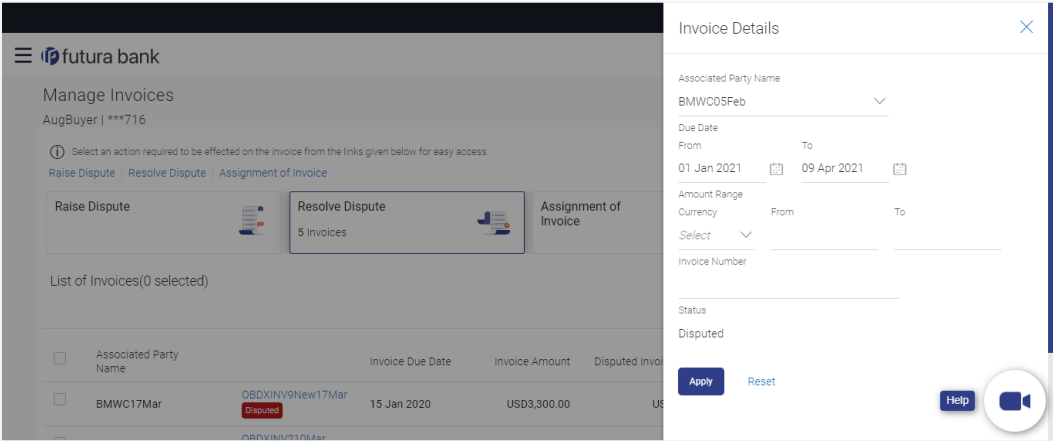 futura bank
Manage Invoices
AugBuyer | ***716
Select an action required to be effected on the invoice from the links given below for easy access.
Raise Dispute | Resolve Dispute | Assignment of Invoice
Raise Dispute
Resolve Dispute
5 Invoices
Assignment of
Invoice
List of Invoices(0 selected)
Associated Party
Name
Invoice Due Date
Invoice Amount
Disputed Invoi
BMWC17Mar
OBDXINV9New17Mar
Disputed
15 Jan 2020
USD3,300.00
US
OBDXINV210Mar
Invoice Details
Associated Party Name
BMWC05Feb
Due Date
From To
01 Jan 2021 09 Apr 2021
Amount Range
Currency From To
Select
Invoice Number
Status
Disputed
Apply Reset
Help